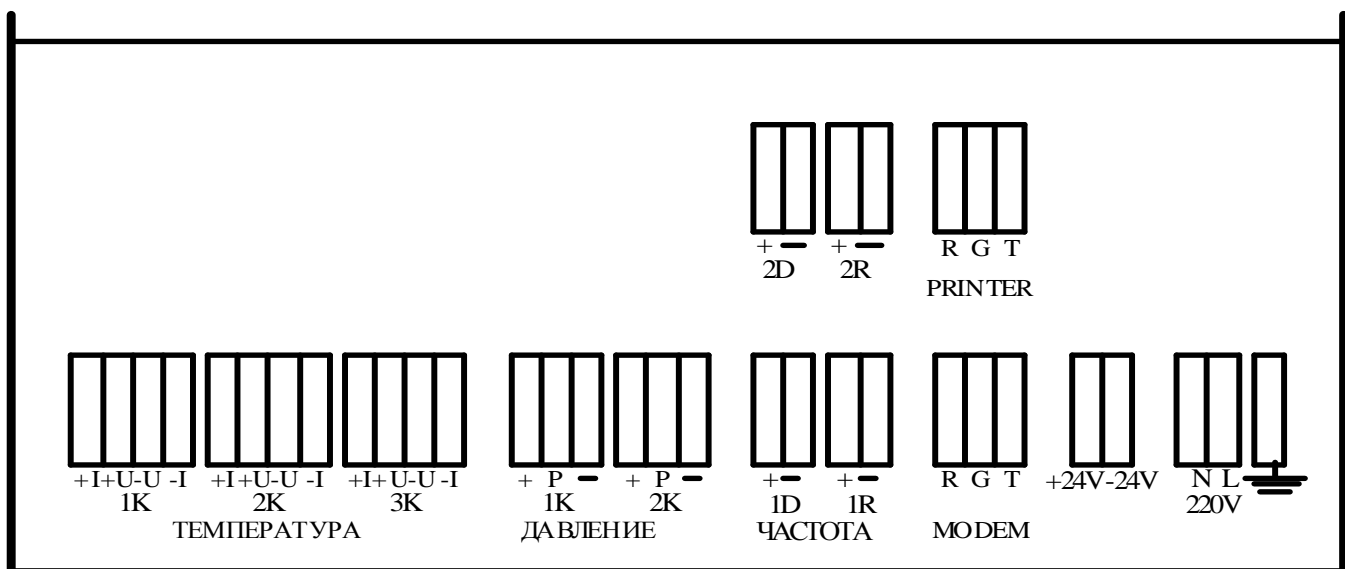 + − + − R G T
2D 2R
PRINTER
+I+U-U -I +I+U-U -I +I+U-U -I + P − + P − + − + − R G T +24V-24V N L
1K 2K 3K 1K 2K 1D 1R 220V
ТЕМПЕРАТУРА ДАВЛЕНИЕ ЧАСТОТА MODEM